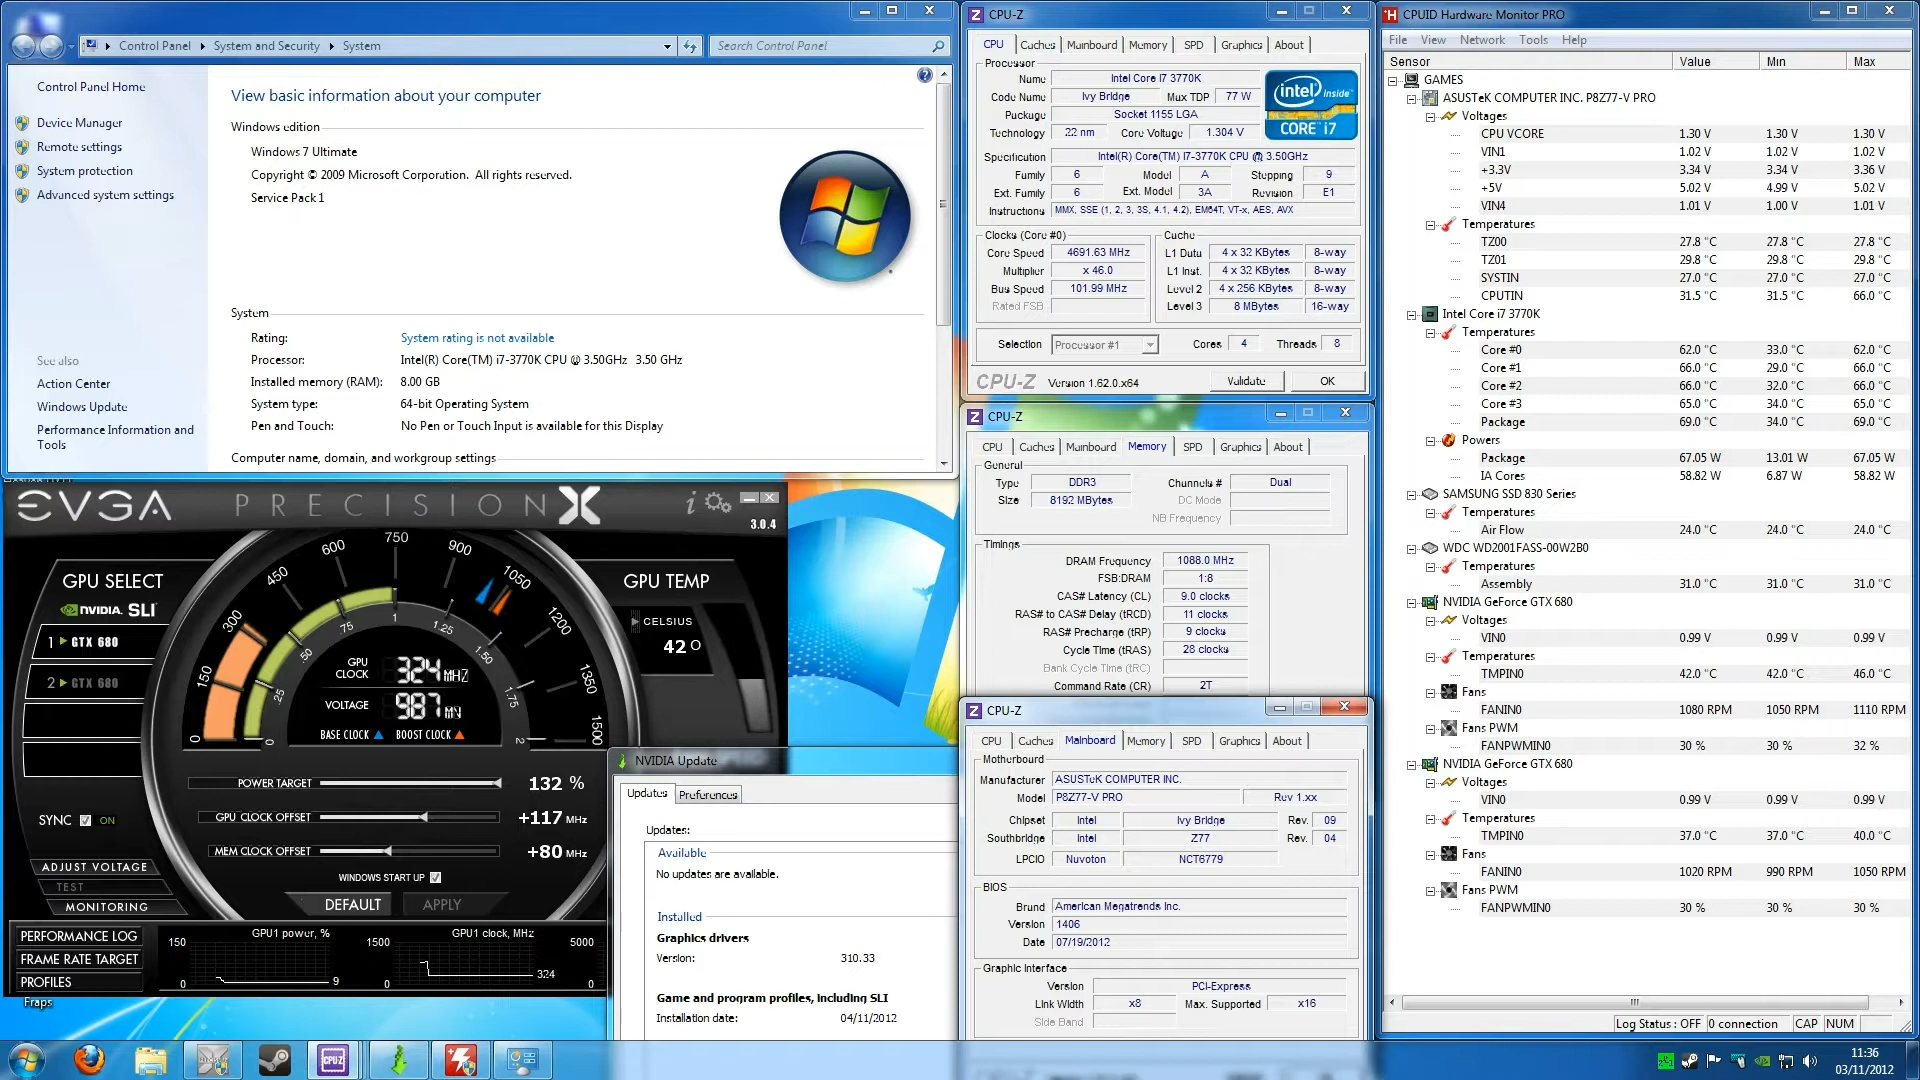 Control Panel ▸ System and Security ▸ System
Search Control Panel
Control Panel Home
Device Manager
Remote settings
System protection
Advanced system settings
See also
Action Center
Windows Update
Performance Information and
Tools
View basic information about your computer
Windows edition
Windows 7 Ultimate
Copyright © 2009 Microsoft Corporation. All rights reserved.
Service Pack 1
System
Rating: System rating is not available
Processor: Intel(R) Core(TM) i7-3770K CPU @ 3.50GHz 3.50 GHz
Installed memory (RAM): 8.00 GB
System type: 64-bit Operating System
Pen and Touch: No Pen or Touch Input is available for this Display
Computer name, domain, and workgroup settings
EVGA PRECISION X
3.0.4
GPU SELECT
NVIDIA. SLI
1 GTX 680
2 GTX 680
0 150 300 450 600 750 900 1050 1200 1350 1500
0 .25 .50 .75 1 1.25 1.50 1.75 2
GPU CLOCK 324 MHZ
VOLTAGE 987 MV
BASE CLOCK BOOST CLOCK
GPU TEMP
CELSIUS
42 O
POWER TARGET 132 %
GPU CLOCK OFFSET +117 MHz
MEM CLOCK OFFSET +80 MHz
SYNC ON
WINDOWS START UP
ADJUST VOLTAGE
TEST
MONITORING
DEFAULT APPLY
PERFORMANCE LOG
FRAME RATE TARGET
PROFILES
GPU1 power, % GPU1 clock, MHz
150 1500 5000
9 324
0 0 0
Fraps
NVIDIA Update
Updates Preferences
Updates:
Available
No updates are available.
Installed
Graphics drivers
Version: 310.33
Game and program profiles, including SLI
Installation date: 04/11/2012
CPU-Z
CPU Caches Mainboard Memory SPD Graphics About
Processor
Name Intel Core i7 3770K
Code Name Ivy Bridge Max TDP 77 W
Package Socket 1155 LGA
Technology 22 nm Core Voltage 1.304 V
intel inside™
CORE i7
Specification Intel(R) Core(TM) i7-3770K CPU @ 3.50GHz
Family 6 Model A Stepping 9
Ext. Family 6 Ext. Model 3A Revision E1
Instructions MMX, SSE (1, 2, 3, 3S, 4.1, 4.2), EM64T, VT-x, AES, AVX
Clocks (Core #0)
Core Speed 4691.63 MHz
Multiplier x 46.0
Bus Speed 101.99 MHz
Rated FSB
Cache
L1 Data 4 x 32 KBytes 8-way
L1 Inst. 4 x 32 KBytes 8-way
Level 2 4 x 256 KBytes 8-way
Level 3 8 MBytes 16-way
Selection Processor #1 Cores 4 Threads 8
CPU-Z Version 1.62.0.x64 Validate OK
CPU-Z
CPU Caches Mainboard Memory SPD Graphics About
General
Type DDR3 Channels # Dual
Size 8192 MBytes DC Mode
NB Frequency
Timings
DRAM Frequency 1088.0 MHz
FSB:DRAM 1:8
CAS# Latency (CL) 9.0 clocks
RAS# to CAS# Delay (tRCD) 11 clocks
RAS# Precharge (tRP) 9 clocks
Cycle Time (tRAS) 28 clocks
Bank Cycle Time (tRC)
Command Rate (CR) 2T
CPU-Z
CPU Caches Mainboard Memory SPD Graphics About
Motherboard
Manufacturer ASUSTeK COMPUTER INC.
Model P8Z77-V PRO Rev 1.xx
Chipset Intel Ivy Bridge Rev. 09
Southbridge Intel Z77 Rev. 04
LPCIO Nuvoton NCT6779
BIOS
Brand American Megatrends Inc.
Version 1406
Date 07/19/2012
Graphic Interface
Version PCI-Express
Link Width x8 Max. Supported x16
Side Band
CPUID Hardware Monitor PRO
File View Network Tools Help
Sensor Value Min Max
GAMES
ASUSTeK COMPUTER INC. P8Z77-V PRO
Voltages
CPU VCORE 1.30 V 1.30 V 1.30 V
VIN1 1.02 V 1.02 V 1.02 V
+3.3V 3.34 V 3.34 V 3.36 V
+5V 5.02 V 4.99 V 5.02 V
VIN4 1.01 V 1.00 V 1.01 V
Temperatures
TZ00 27.8 °C 27.8 °C 27.8 °C
TZ01 29.8 °C 29.8 °C 29.8 °C
SYSTIN 27.0 °C 27.0 °C 27.0 °C
CPUTIN 31.5 °C 31.5 °C 66.0 °C
Intel Core i7 3770K
Temperatures
Core #0 62.0 °C 33.0 °C 62.0 °C
Core #1 66.0 °C 29.0 °C 66.0 °C
Core #2 66.0 °C 32.0 °C 66.0 °C
Core #3 65.0 °C 34.0 °C 65.0 °C
Package 69.0 °C 34.0 °C 69.0 °C
Powers
Package 67.05 W 13.01 W 67.05 W
IA Cores 58.82 W 6.87 W 58.82 W
SAMSUNG SSD 830 Series
Temperatures
Air Flow 24.0 °C 24.0 °C 24.0 °C
WDC WD2001FASS-00W2B0
Temperatures
Assembly 31.0 °C 31.0 °C 31.0 °C
NVIDIA GeForce GTX 680
Voltages
VIN0 0.99 V 0.99 V 0.99 V
Temperatures
TMPIN0 42.0 °C 42.0 °C 46.0 °C
Fans
FANIN0 1080 RPM 1050 RPM 1110 RPM
Fans PWM
FANPWMIN0 30 % 30 % 32 %
NVIDIA GeForce GTX 680
Voltages
VIN0 0.99 V 0.99 V 0.99 V
Temperatures
TMPIN0 37.0 °C 37.0 °C 40.0 °C
Fans
FANIN0 1020 RPM 990 RPM 1050 RPM
Fans PWM
FANPWMIN0 30 % 30 % 30 %
Log Status : OFF 0 connection CAP NUM
CPUZ
11:36
03/11/2012